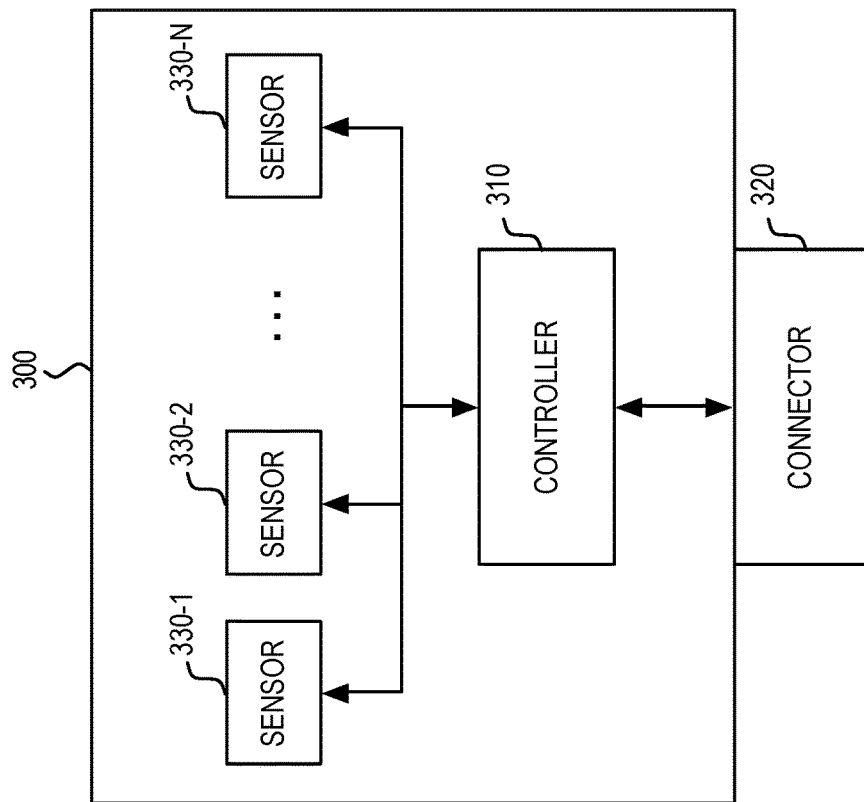 300
330-1
330-2
330-N
SENSOR
SENSOR
...
SENSOR
310
CONTROLLER
320
CONNECTOR